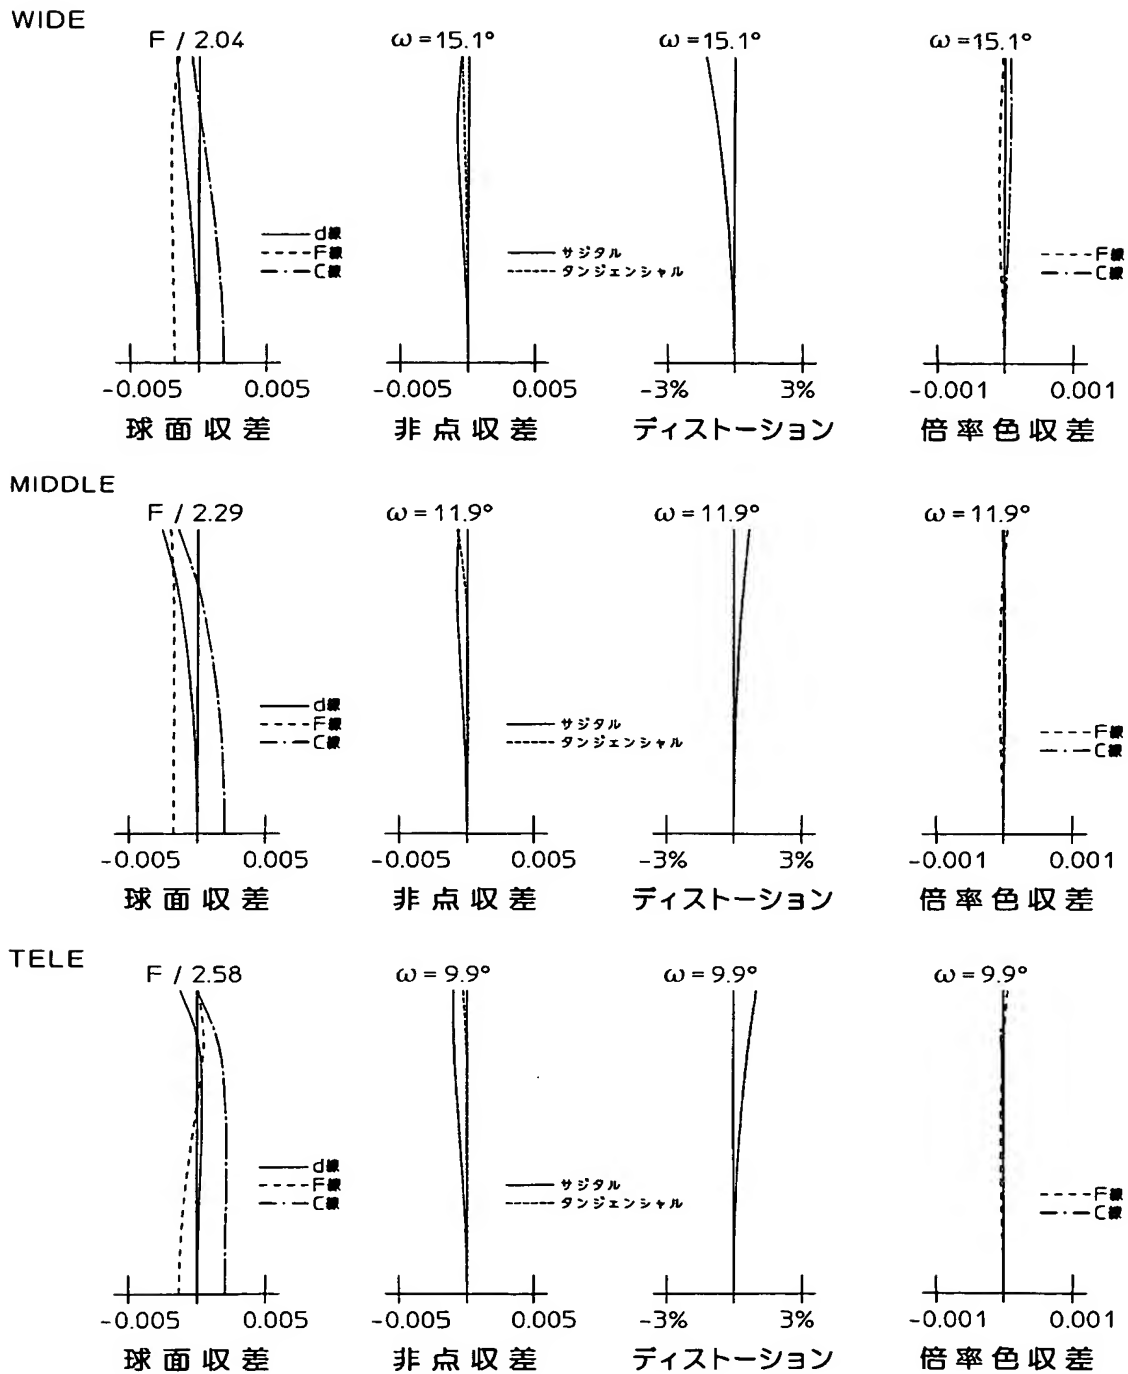 WIDE
F / 2.04
ω = 15.1°
ω = 15.1°
ω = 15.1°
d線
F線
C線
サジタル
タンジェンシャル
F線
C線
-0.005 0.005
-0.005 0.005
-3% 3%
-0.001 0.001
球面収差
非点収差
ディストーション
倍率色収差
MIDDLE
F / 2.29
ω = 11.9°
ω = 11.9°
ω = 11.9°
d線
F線
C線
サジタル
タンジェンシャル
F線
C線
-0.005 0.005
-0.005 0.005
-3% 3%
-0.001 0.001
球面収差
非点収差
ディストーション
倍率色収差
TELE
F / 2.58
ω = 9.9°
ω = 9.9°
ω = 9.9°
d線
F線
C線
サジタル
タンジェンシャル
F線
C線
-0.005 0.005
-0.005 0.005
-3% 3%
-0.001 0.001
球面収差
非点収差
ディストーション
倍率色収差